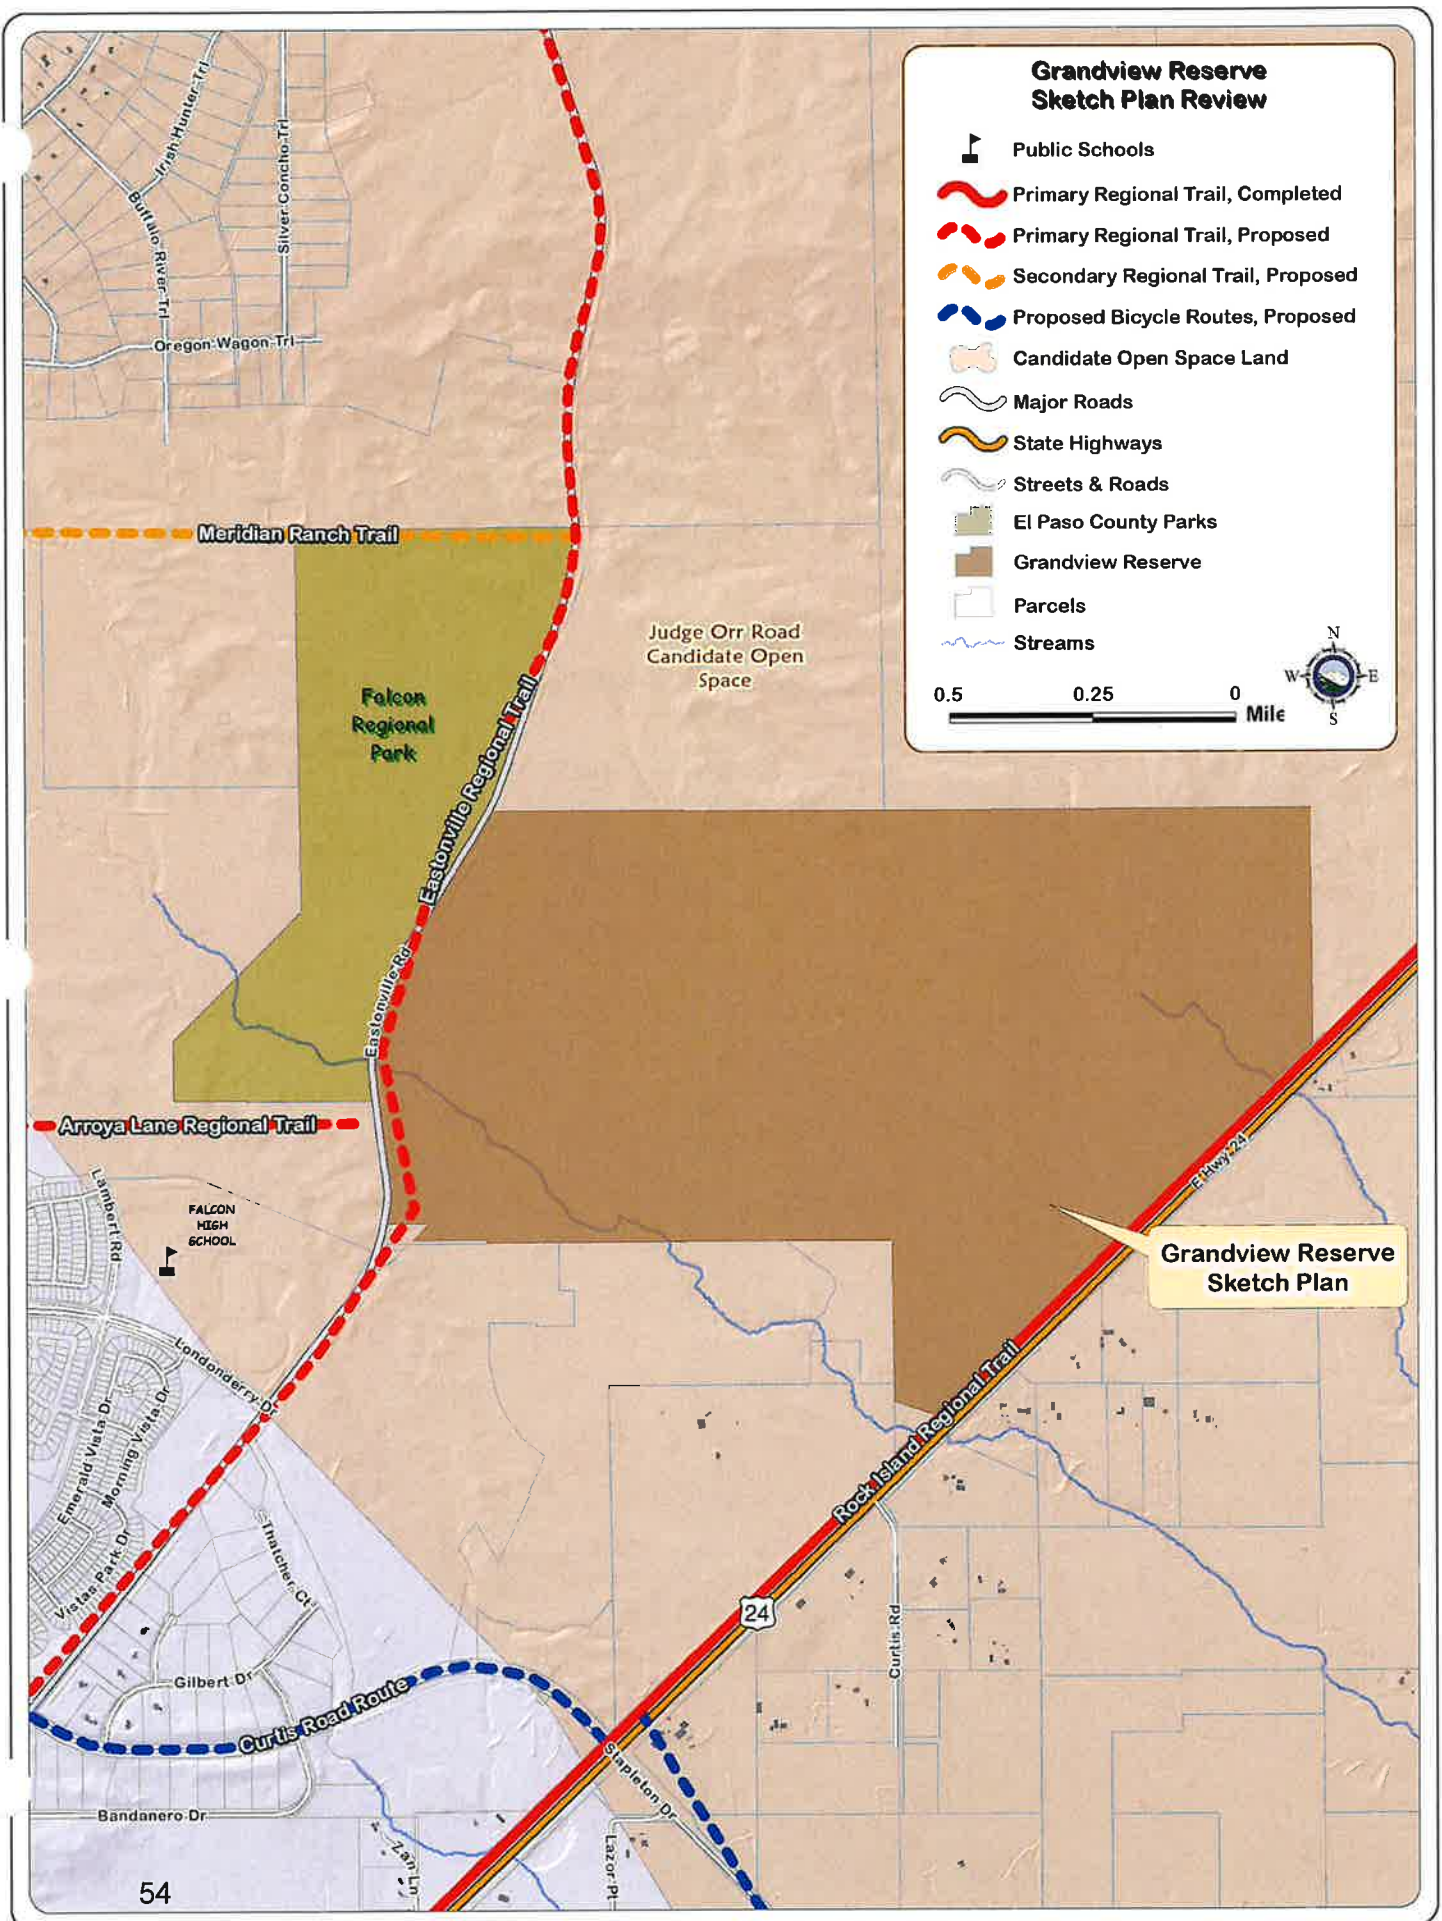 Grandview Reserve
Sketch Plan Review
Public Schools
Primary Regional Trail, Completed
Primary Regional Trail, Proposed
Secondary Regional Trail, Proposed
Proposed Bicycle Routes, Proposed
Candidate Open Space Land
Major Roads
State Highways
Streets & Roads
El Paso County Parks
Grandview Reserve
Parcels
Streams
0.5 0.25 0
Mile
N
W E
S
Irish Hunter Trl
Silver Concho Trl
Buffalo River Trl
Oregon Wagon Trl
Meridian Ranch Trail
Judge Orr Road
Candidate Open
Space
Falcon
Regional
Park
Eastonville Regional Trail
Eastonville Rd
Arroya Lane Regional Trail
Lambert Rd
FALCON
HIGH
SCHOOL
E Hwy 24
Grandview Reserve
Sketch Plan
Londonderry Dr
Rock Island Regional Trail
Emerald Vista Dr
Morning Vista Dr
Vistas Park Dr
Thatcher Ct
24
Curtis Rd
Gilbert Dr
Curtis Road Route
Stapleton Dr
Bandanero Dr
Zan Ln
Lazor Pt
54